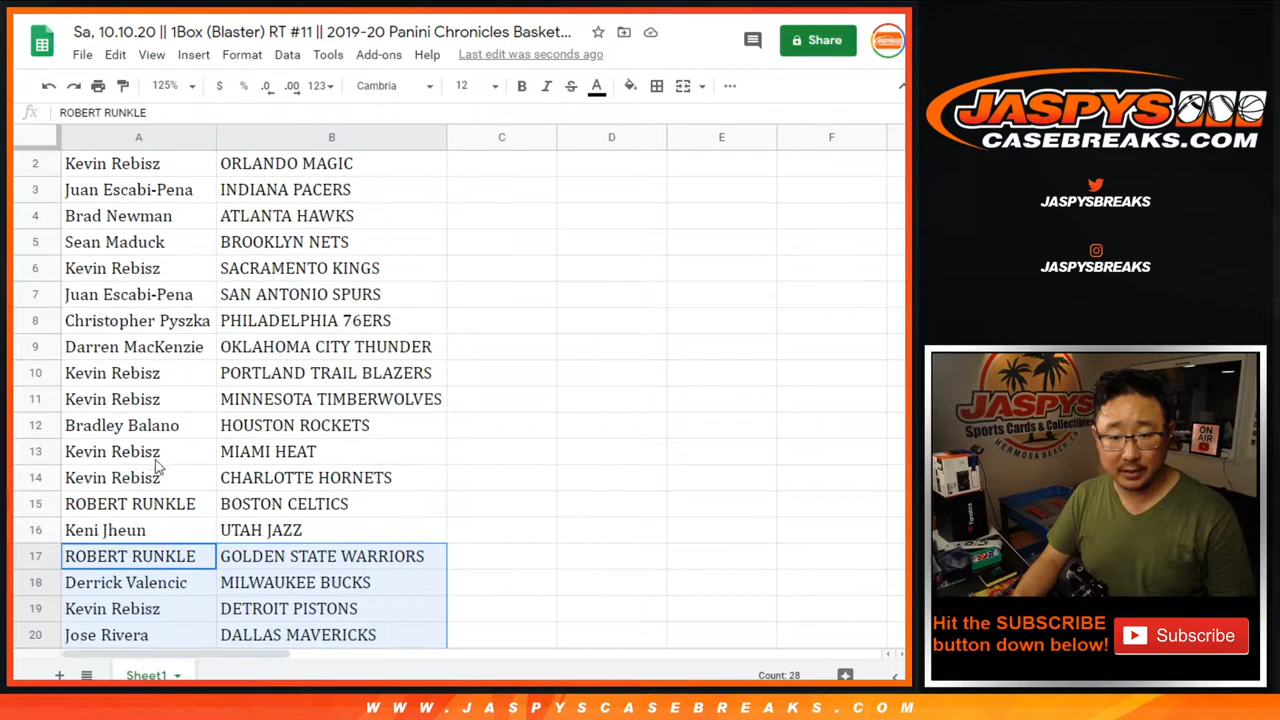 Sa, 10.10.20 || 1Box (Blaster) RT #11 || 2019-20 Panini Chronicles Basket...
File Edit View Insert Format Data Tools Add-ons Help Last edit was seconds ago
Share
125% $ % .0 .00 123 Cambria 12 B I S A
fx ROBERT RUNKLE
A B C D E F
2 Kevin Rebisz ORLANDO MAGIC
3 Juan Escabi-Pena INDIANA PACERS
4 Brad Newman ATLANTA HAWKS
5 Sean Maduck BROOKLYN NETS
6 Kevin Rebisz SACRAMENTO KINGS
7 Juan Escabi-Pena SAN ANTONIO SPURS
8 Christopher Pyszka PHILADELPHIA 76ERS
9 Darren MacKenzie OKLAHOMA CITY THUNDER
10 Kevin Rebisz PORTLAND TRAIL BLAZERS
11 Kevin Rebisz MINNESOTA TIMBERWOLVES
12 Bradley Balano HOUSTON ROCKETS
13 Kevin Rebisz MIAMI HEAT
14 Kevin Rebisz CHARLOTTE HORNETS
15 ROBERT RUNKLE BOSTON CELTICS
16 Keni Jheun UTAH JAZZ
17 ROBERT RUNKLE GOLDEN STATE WARRIORS
18 Derrick Valencic MILWAUKEE BUCKS
19 Kevin Rebisz DETROIT PISTONS
20 Jose Rivera DALLAS MAVERICKS
Sheet1
Count: 28
JASPYS
CASEBREAKS.COM
JASPYSBREAKS
JASPYSBREAKS
JASPYS
Sports Cards & Collectibles
HERMOSA BEACH
ON AIR
Fanatics
Hit the SUBSCRIBE
button down below!
Subscribe
WWW.JASPYSCASEBREAKS.COM